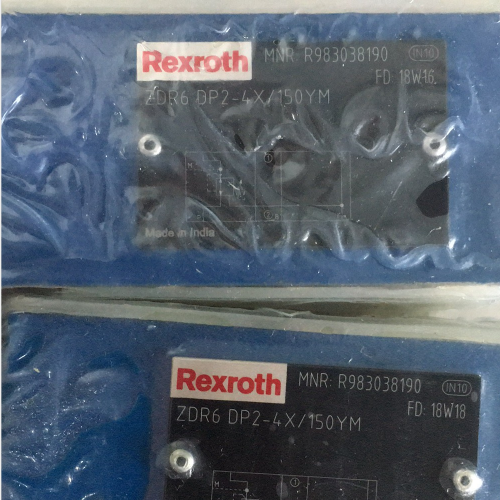 Rexroth MNR: R983038190 IN10
FD: 18W16
ZDR6 DP2-4X/150YM
Made in India
Rexroth MNR: R983038190 IN10
FD: 18W18
ZDR6 DP2-4X/150YM